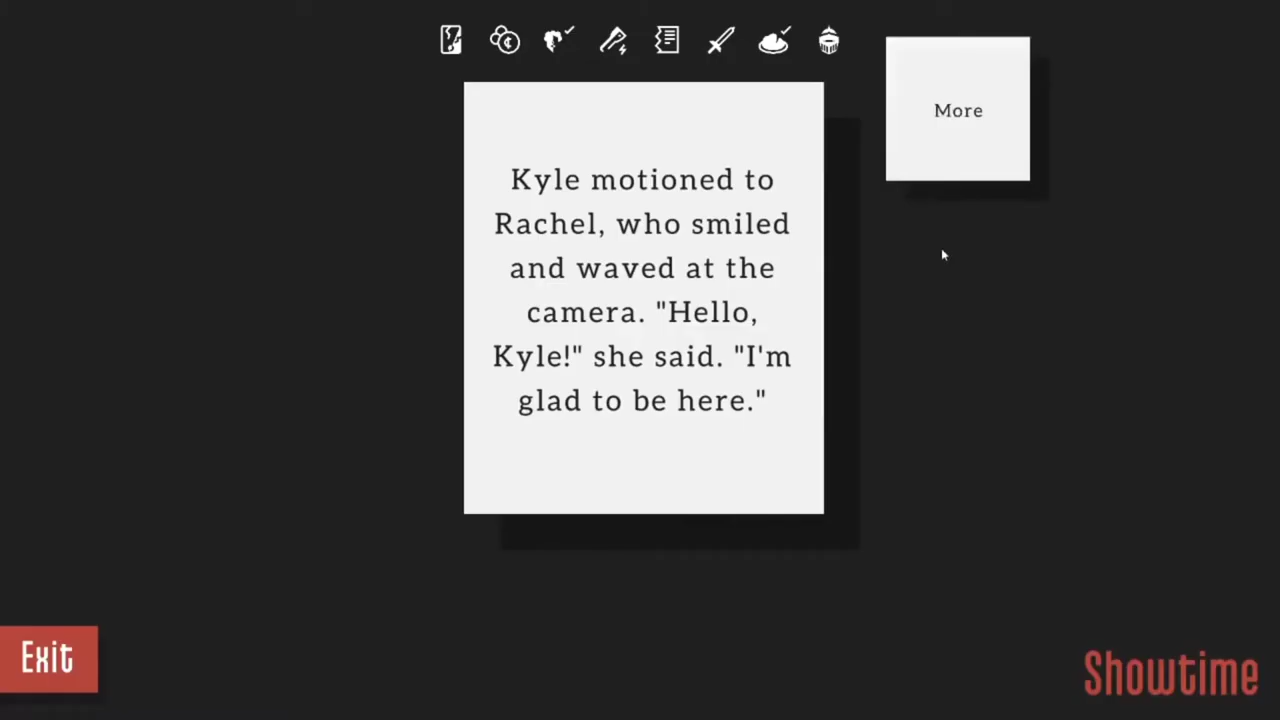 More
Kyle motioned to
Rachel, who smiled
and waved at the
camera. "Hello,
Kyle!" she said. "I'm
glad to be here."
Exit
Showtime